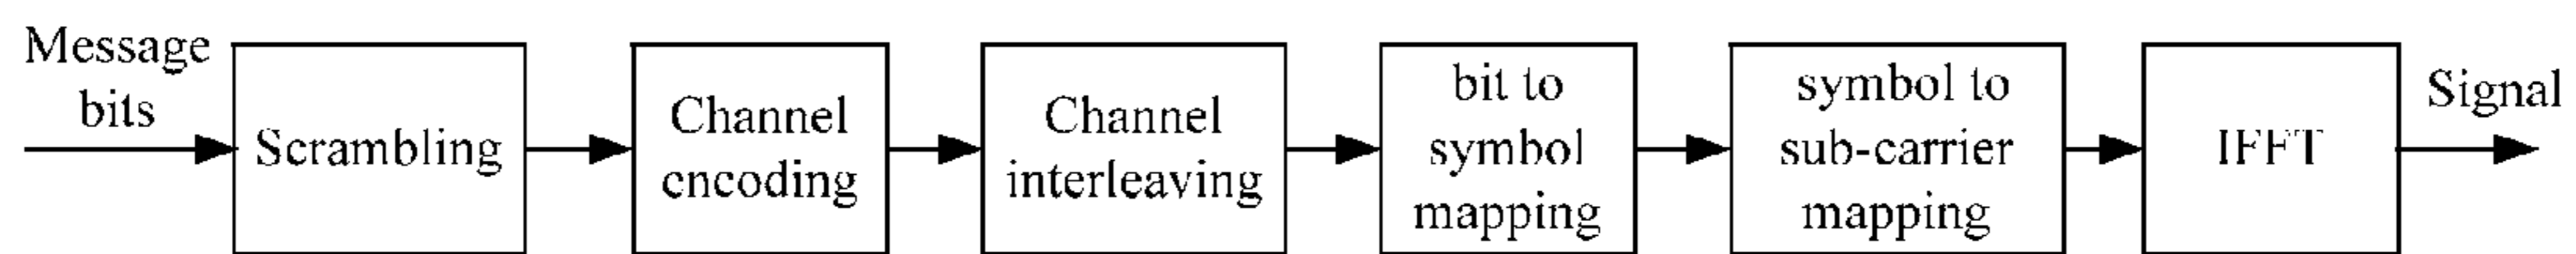 Message
bits
Scrambling
Channel
encoding
Channel
interleaving
bit to
symbol
mapping
symbol to
sub-carrier
mapping
IFFT
Signal